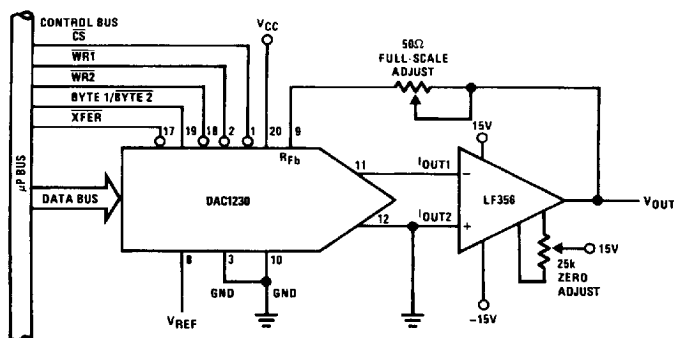 CONTROL BUS
CS
WR1
WR2
BYTE 1/BYTE 2
XFER
µP BUS
DATA BUS
VCC
50Ω
FULL-SCALE
ADJUST
17 19 18 2 1 20 9
RFb
DAC1230
11 IOUT1
12 IOUT2
8 3 10
GND GND
VREF
15V
LF356
-15V
VOUT
15V
25k
ZERO
ADJUST